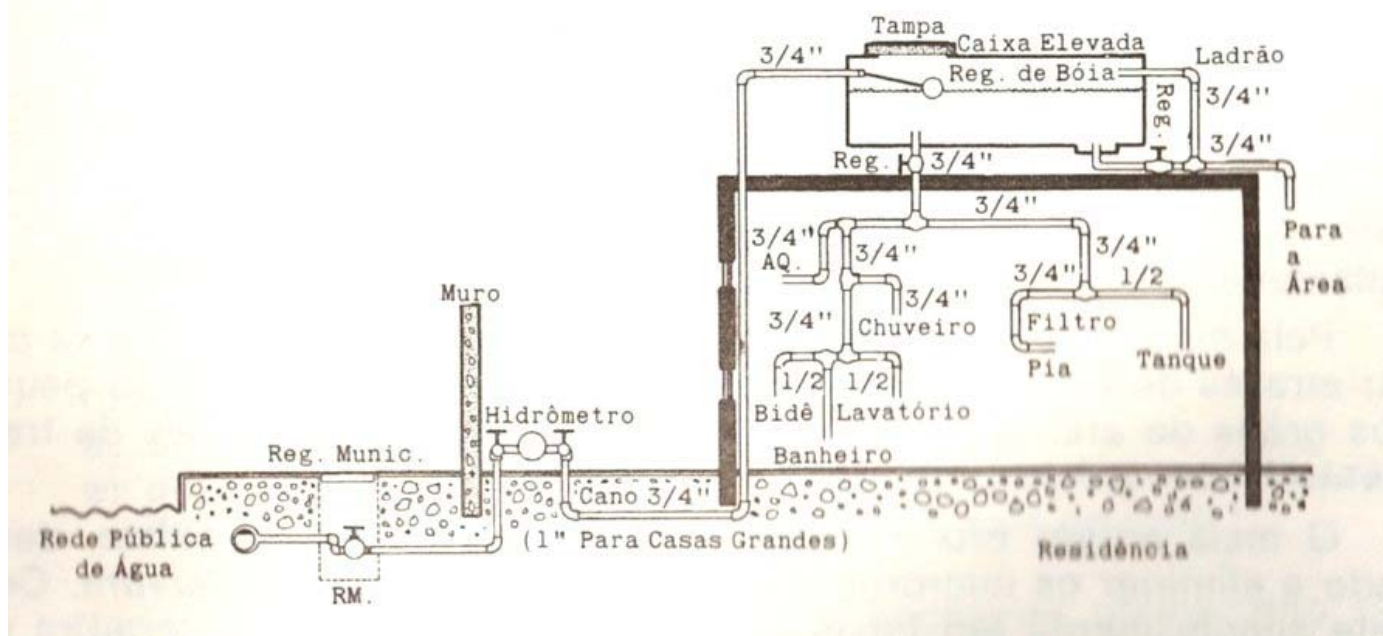 Tampa
Caixa Elevada
3/4"
Ladrão
Reg. de Bóia
Reg.
3/4"
3/4"
Reg.
3/4"
3/4"
3/4"
3/4"
3/4"
AQ.
3/4"
1/2
Para
a
Área
3/4"
Chuveiro
Filtro
3/4"
Pia
Tanque
1/2
1/2
Bidê
Lavatório
Banheiro
Muro
Hidrômetro
Reg. Munic.
Cano 3/4"
(1" Para Casas Grandes)
Rede Pública
de Água
RM.
Residência